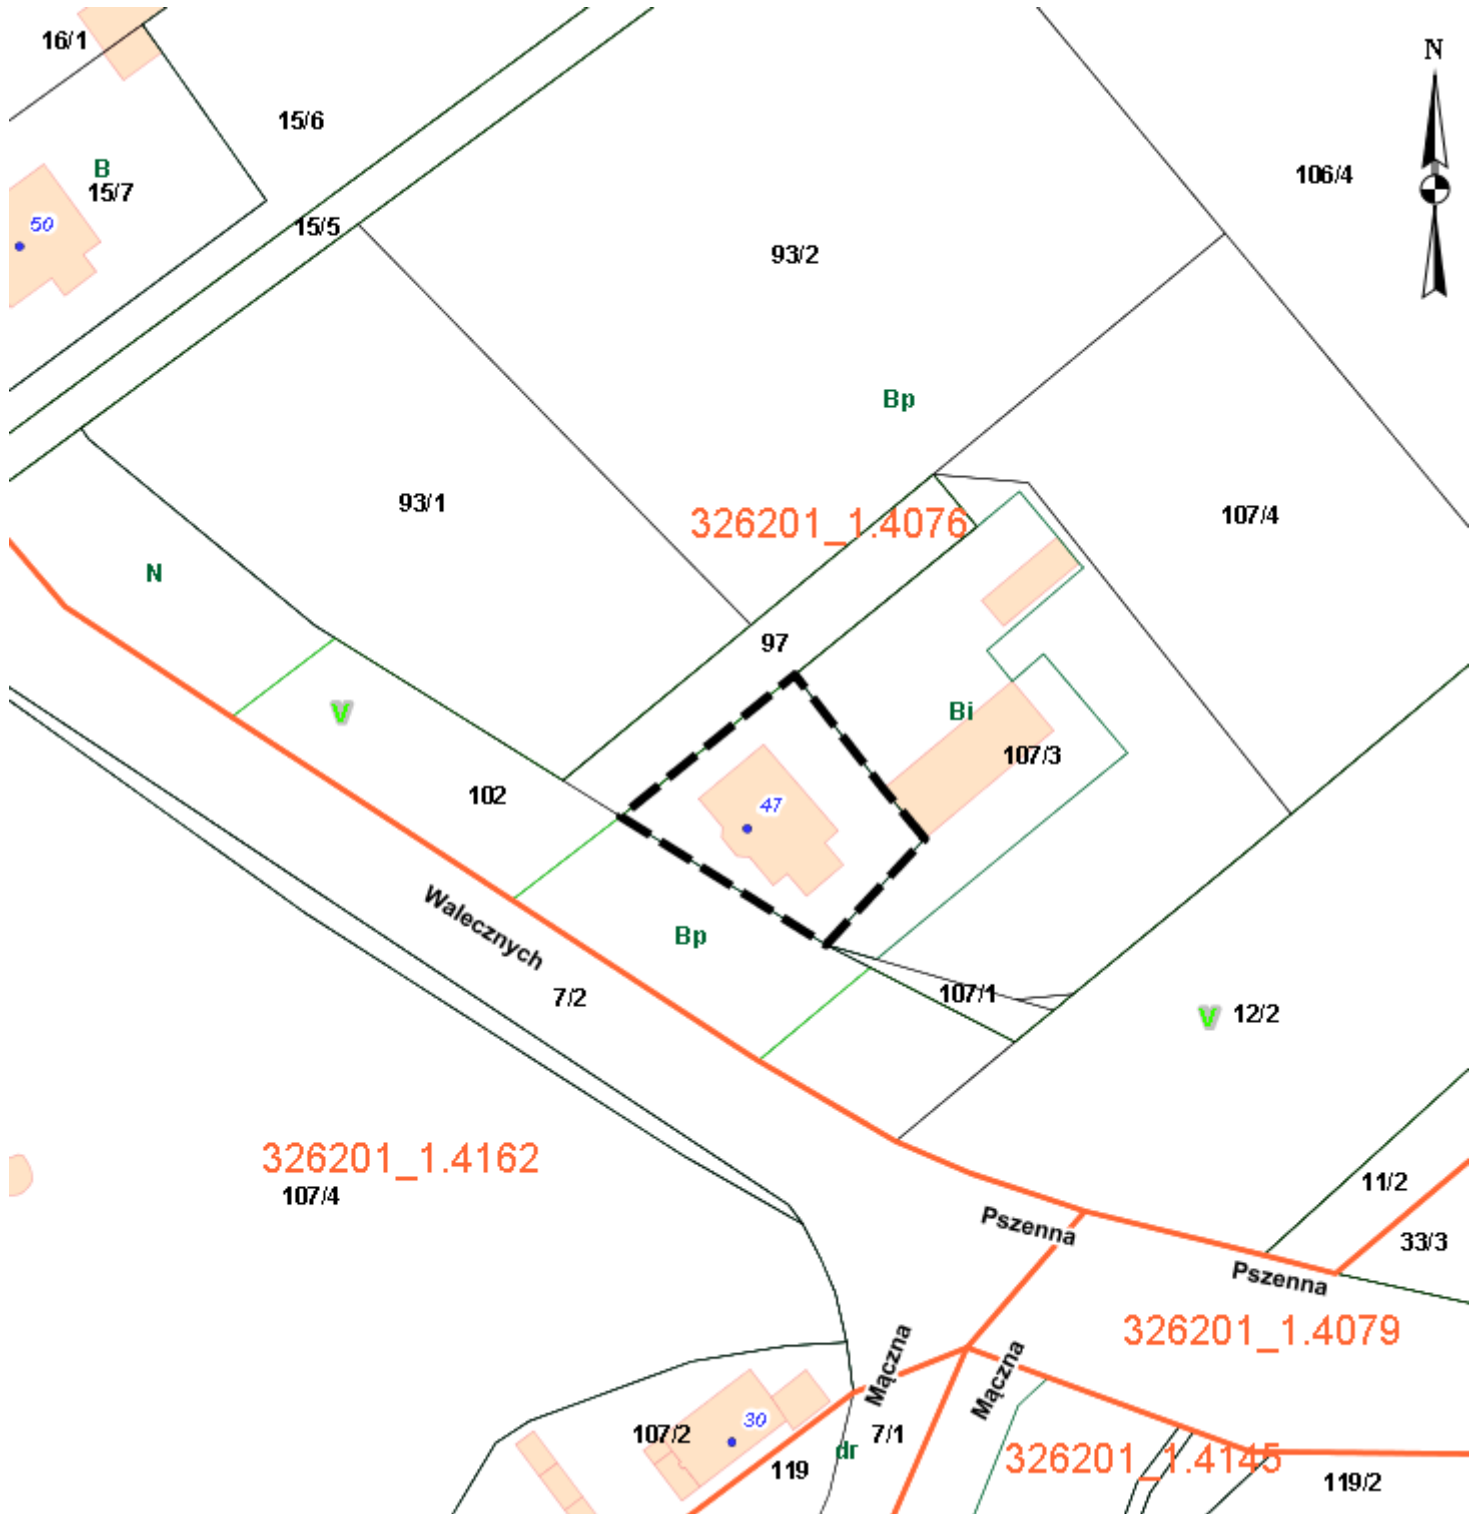 16/1
N
15/6
B
15/7
106/4
50
15/5
93/2
Bp
93/1
326201_1.4076
107/4
N
97
V
Bi
107/3
102
47
Walecznych
Bp
7/2
107/1
V 12/2
326201_1.4162
107/4
11/2
Pszenna
33/3
Pszenna
326201_1.4079
Mączna
Mączna
30
107/2
7/1
dr
326201_1.4145
119
119/2